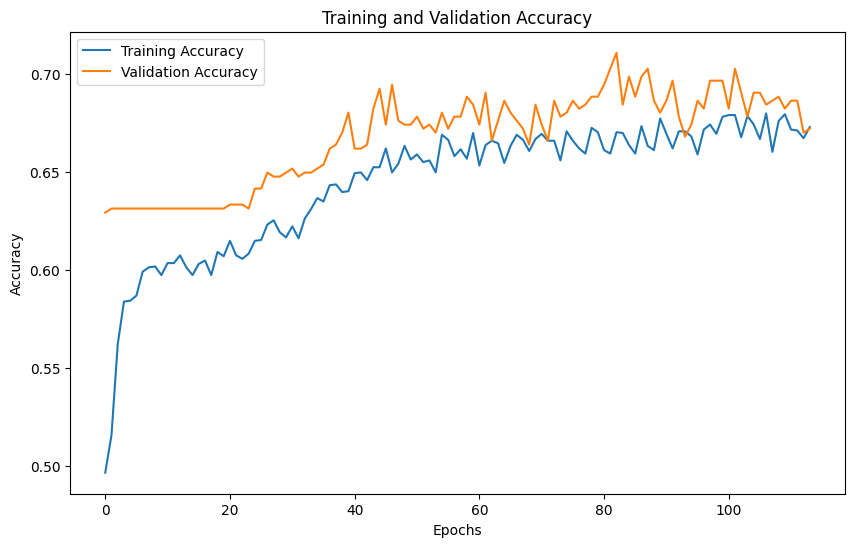 Training and Validation Accuracy
Training Accuracy
Validation Accuracy
0.70
0.65
0.60
0.55
0.50
Accuracy
0 20 40 60 80 100
Epochs